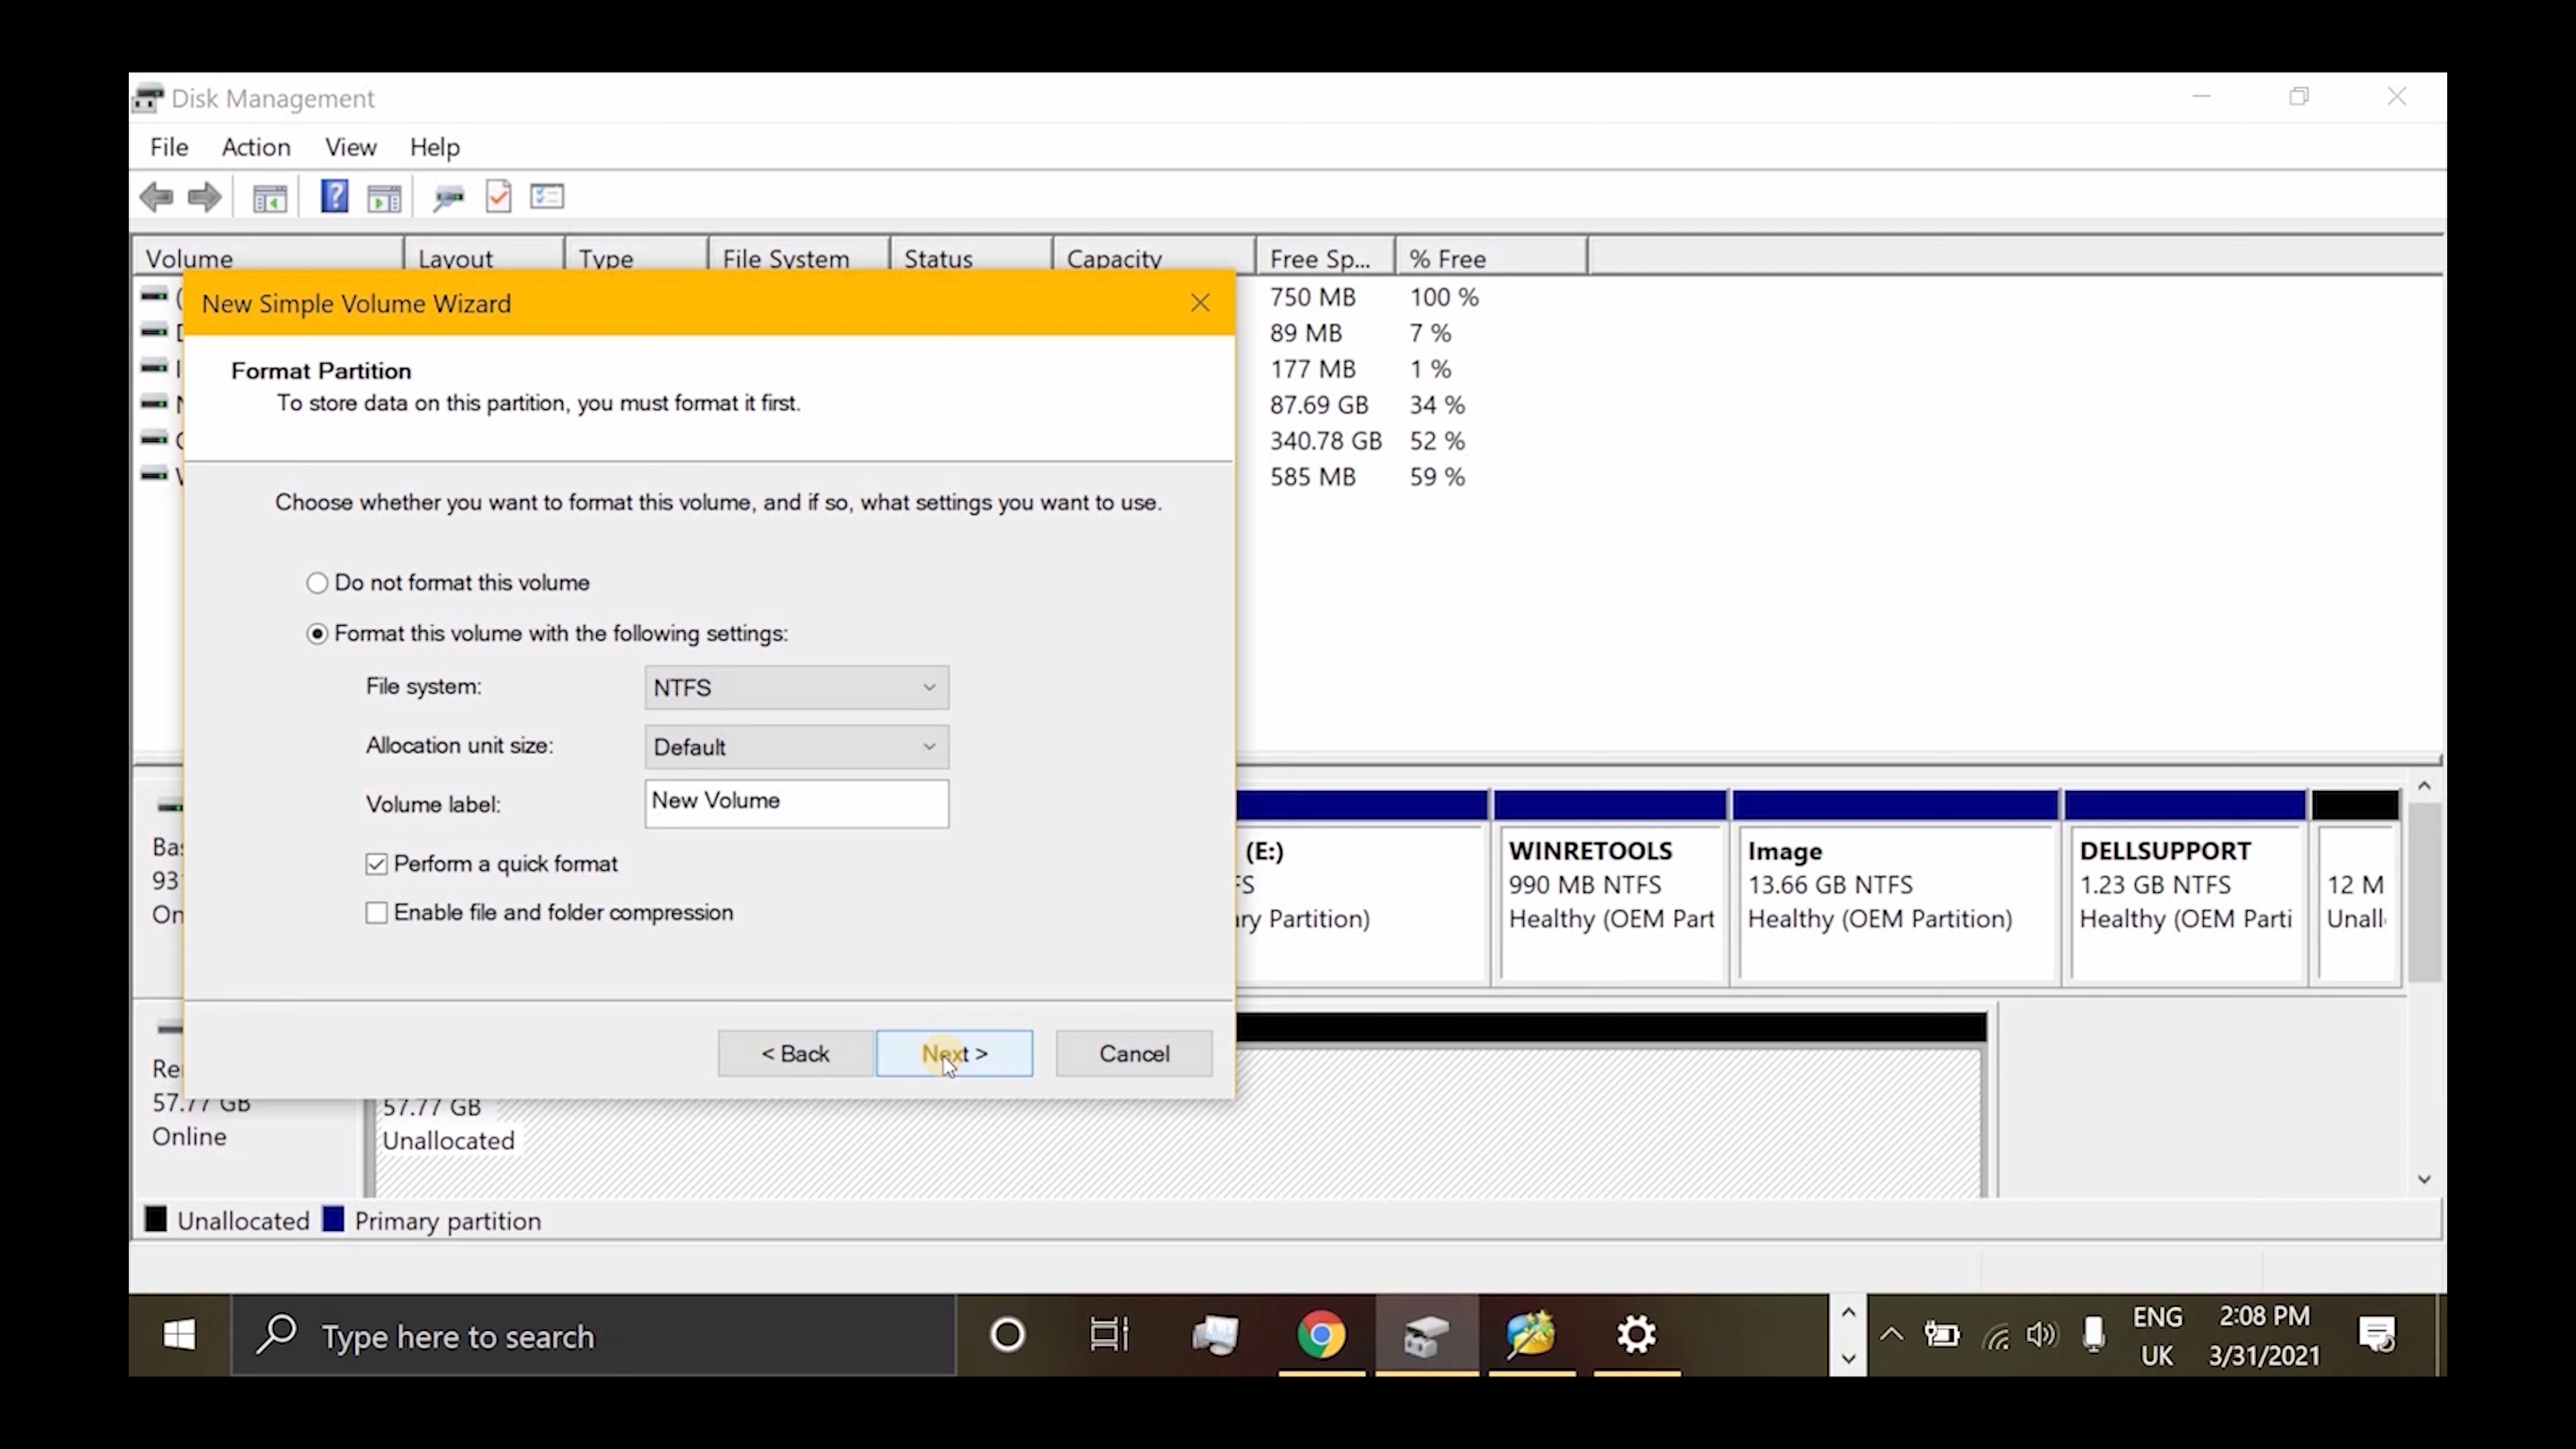 Disk Management
File Action View Help
Volume Layout Type File System Status Capacity Free Sp... % Free
750 MB 100 %
89 MB 7 %
177 MB 1 %
87.69 GB 34 %
340.78 GB 52 %
585 MB 59 %
New Simple Volume Wizard
Format Partition
To store data on this partition, you must format it first.
Choose whether you want to format this volume, and if so, what settings you want to use.
Do not format this volume
Format this volume with the following settings:
File system: NTFS
Allocation unit size: Default
Volume label: New Volume
Perform a quick format
Enable file and folder compression
< Back Next > Cancel
Bas
931
On
(E:)
FS
ary Partition)
WINRETOOLS
990 MB NTFS
Healthy (OEM Part
Image
13.66 GB NTFS
Healthy (OEM Partition)
DELLSUPPORT
1.23 GB NTFS
Healthy (OEM Parti
12 M
Unall
Re
57.77 GB
Online
57.77 GB
Unallocated
Unallocated Primary partition
Type here to search
ENG
UK
2:08 PM
3/31/2021